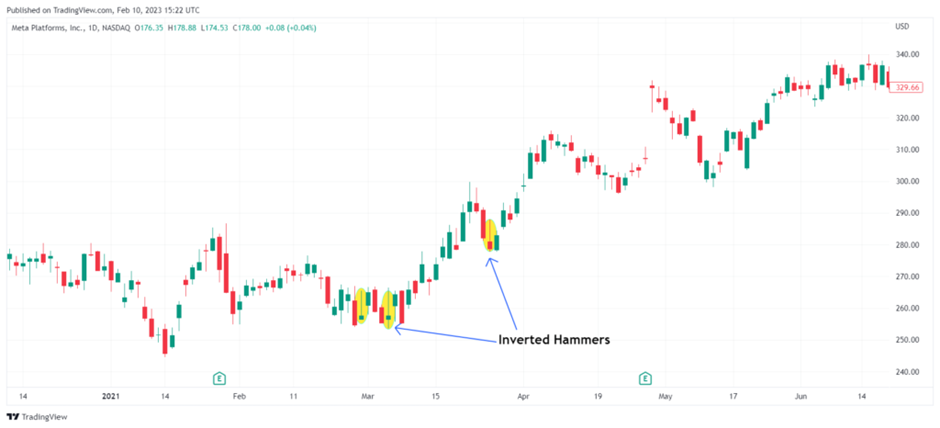 Published on TradingView.com, Feb 10, 2023 15:22 UTC
Meta Platforms, Inc., 1D, NASDAQ O176.35 H178.88 L174.53 C178.00 +0.08 (+0.04%)
USD
340.00
329.66
320.00
310.00
300.00
290.00
280.00
270.00
260.00
250.00
240.00
Inverted Hammers
E E
14 2021 14 Feb 11 Mar 15 Apr 19 May 17 Jun 14
TradingView